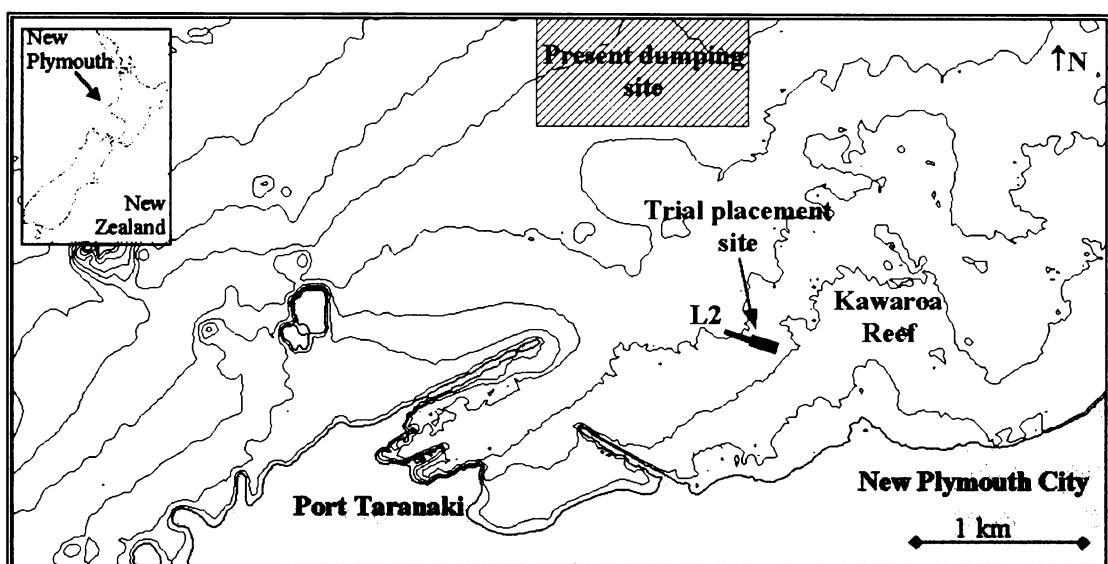 New
Plymouth
New
Zealand
Present dumping
site
↑N
Trial placement
site
L2
Kawaroa
Reef
Port Taranaki
New Plymouth City
1 km